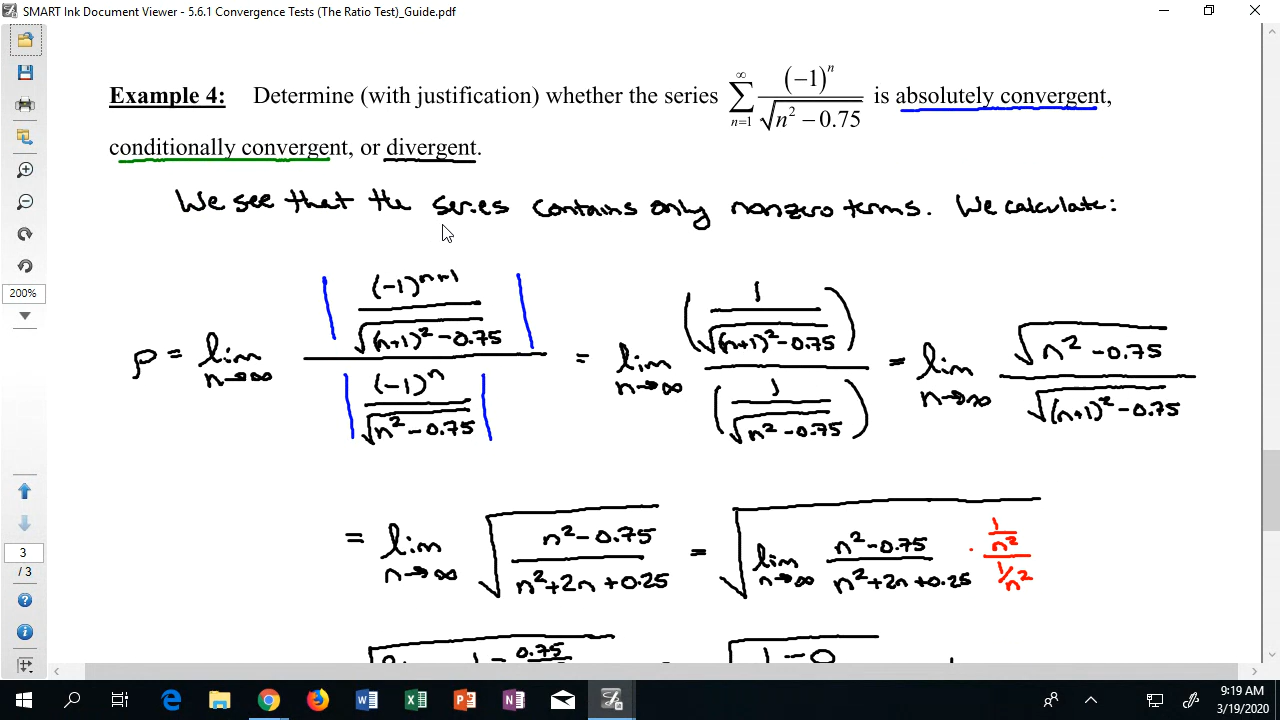 SMART Ink Document Viewer - 5.6.1 Convergence Tests (The Ratio Test)_Guide.pdf
Example 4: Determine (with justification) whether the series ∑_{n=1}^{∞} (-1)^n / √(n² − 0.75) is absolutely convergent,
conditionally convergent, or divergent.
We see that the series contains only nonzero terms. We calculate:
ρ = lim_{n→∞} |(-1)^{n+1} / √((n+1)² − 0.75)| / |(-1)^n / √(n² − 0.75)| = lim_{n→∞} (1 / √((n+1)² − 0.75)) / (1 / √(n² − 0.75)) = lim_{n→∞} √(n² − 0.75) / √((n+1)² − 0.75)
= lim_{n→∞} √((n² − 0.75) / (n² + 2n + 0.25)) = √(lim_{n→∞} (n² − 0.75) / (n² + 2n + 0.25) · (1/n²) / (1/n²))
0.75
1 − 0
200%
3
/ 3
9:19 AM
3/19/2020